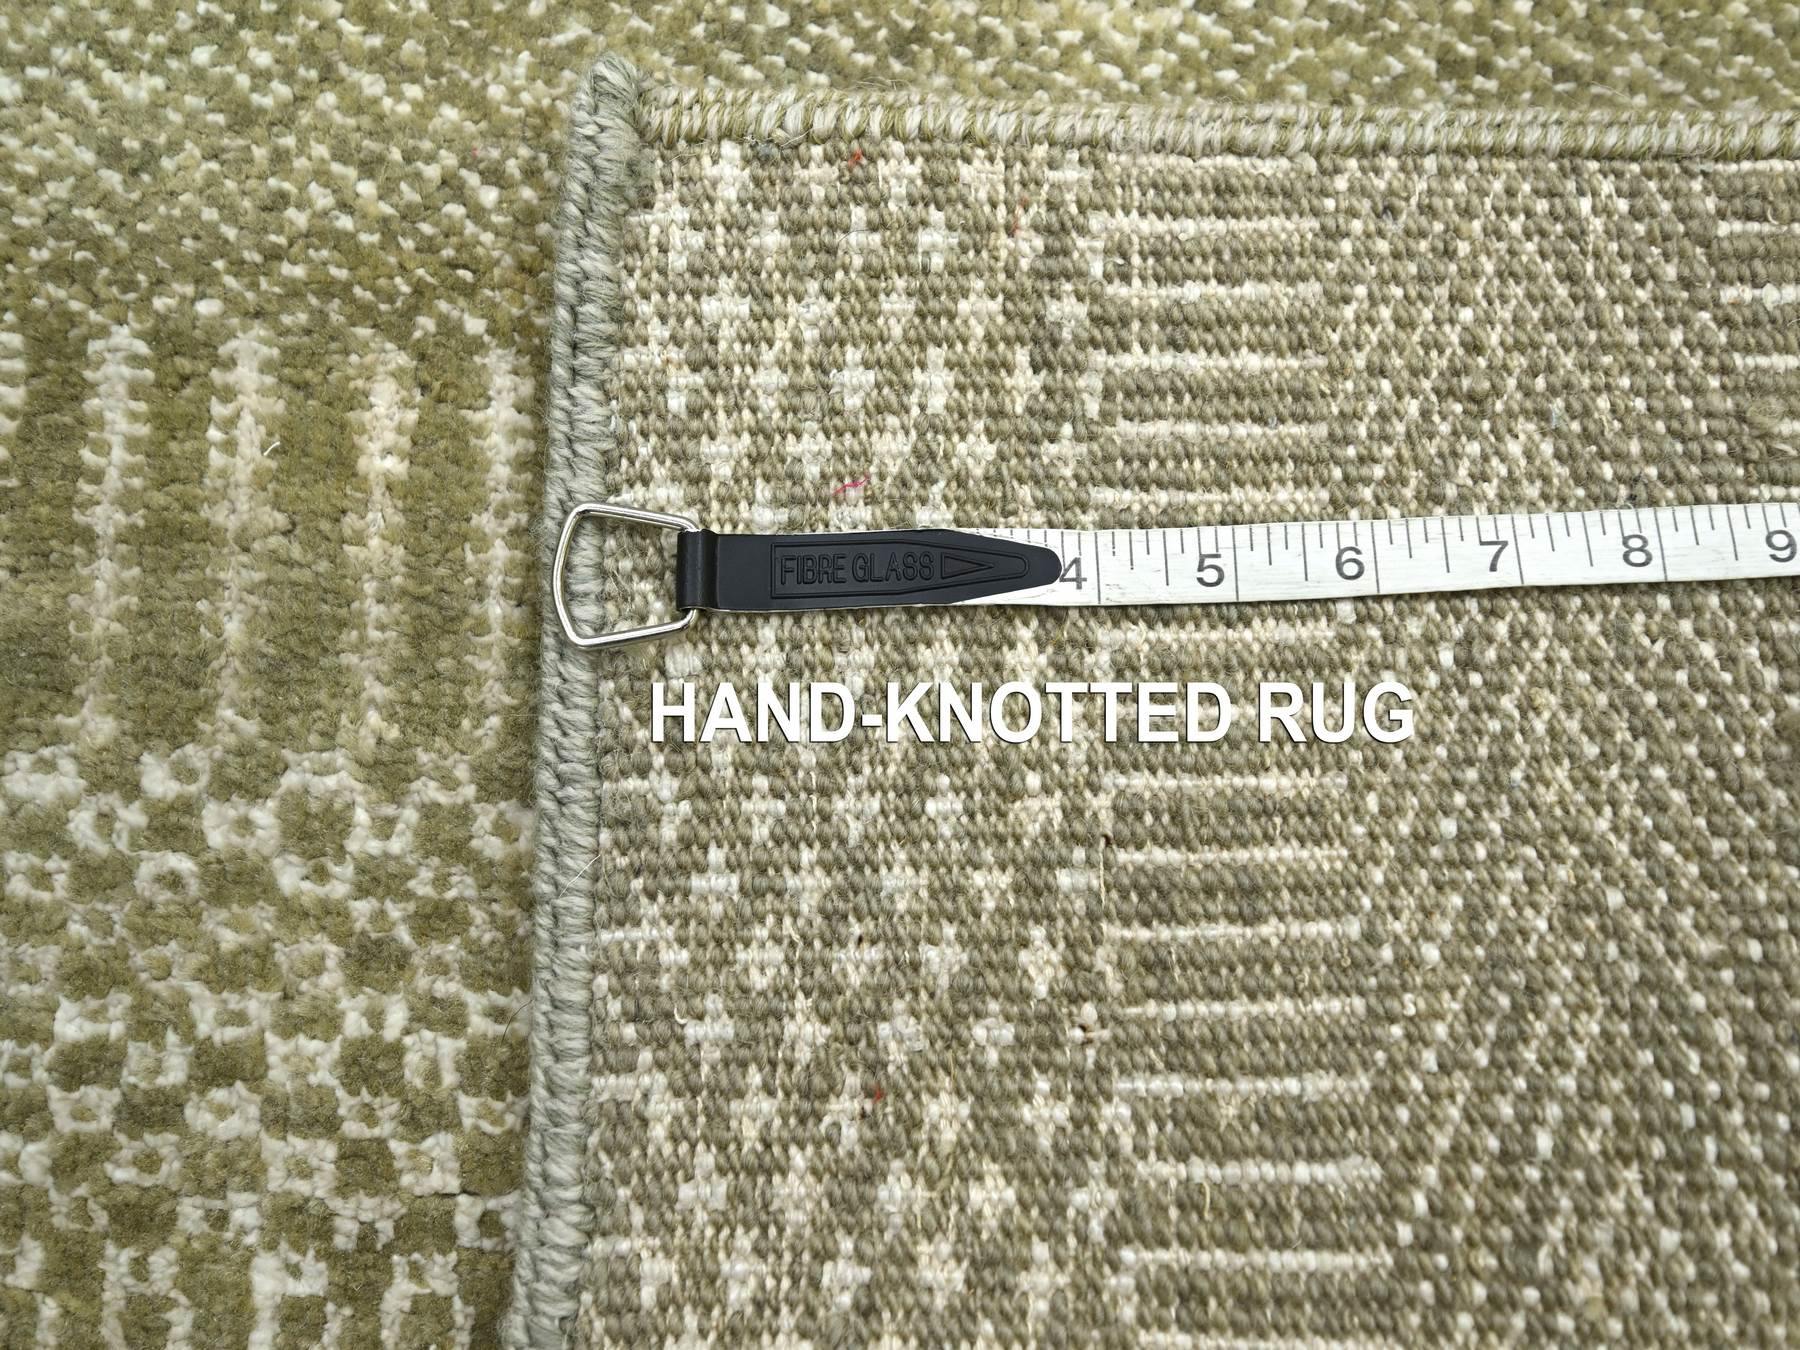 FIBRE GLASS
4 5 6 7 8 9
HAND-KNOTTED RUG